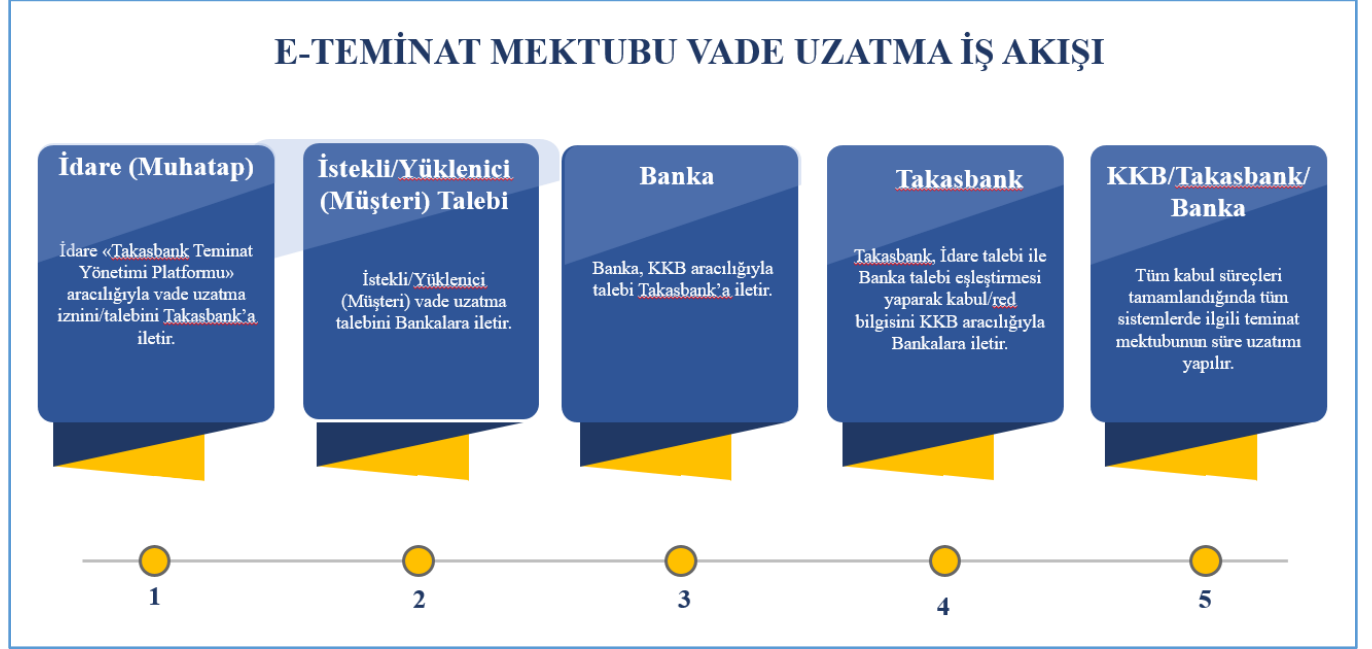 E-TEMİNAT MEKTUBU VADE UZATMA İŞ AKIŞI
İdare (Muhatap)
İdare «Takasbank Teminat
Yönetimi Platformu»
aracılığıyla vade uzatma
iznini/talebini Takasbank’a
iletir.
İstekli/Yüklenici
(Müşteri) Talebi
İstekli/Yüklenici
(Müşteri) vade uzatma
talebini Bankalara iletir.
Banka
Banka, KKB aracılığıyla
talebi Takasbank’a iletir.
Takasbank
Takasbank, İdare talebi ile
Banka talebi eşleştirmesi
yaparak kabul/red
bilgisini KKB aracılığıyla
Bankalara iletir.
KKB/Takasbank/
Banka
Tüm kabul süreçleri
tamamlandığında tüm
sistemlerde ilgili teminat
mektubunun süre uzatımı
yapılır.
1
2
3
4
5